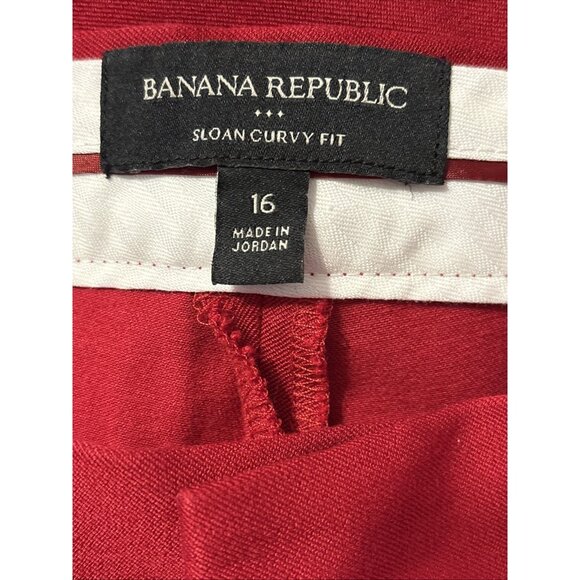 BANANA REPUBLIC
SLOAN CURVY FIT
16
MADE IN
JORDAN